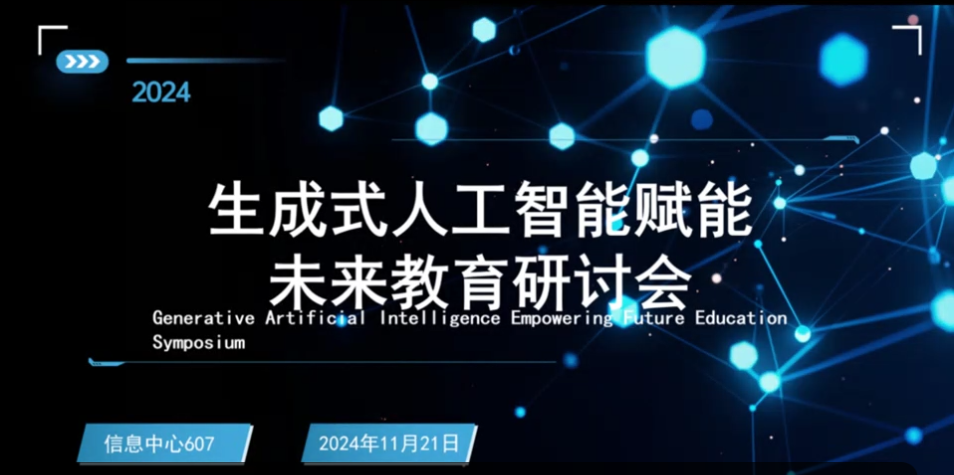 2024
生成式人工智能赋能
未来教育研讨会
Generative Artificial Intelligence Empowering Future Education
Symposium
信息中心607
2024年11月21日